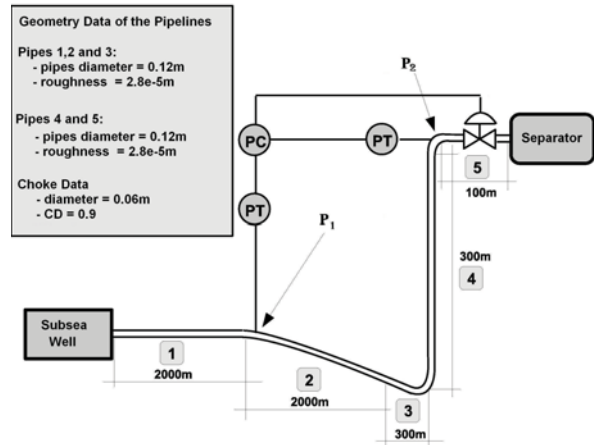 Geometry Data of the Pipelines
Pipes 1,2 and 3:
- pipes diameter = 0.12m
- roughness = 2.8e-5m
Pipes 4 and 5:
- pipes diameter = 0.12m
- roughness = 2.8e-5m
Choke Data
- diameter = 0.06m
- CD = 0.9
P2
PC
PT
Separator
5
100m
PT
P1
300m
4
Subsea
Well
1
2000m
2
2000m
3
300m